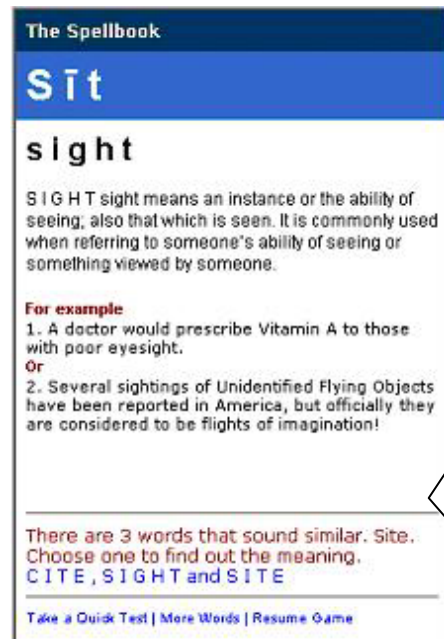 The Spellbook
S ī t
s i g h t
S I G H T sight means an instance or the ability of
seeing; also that which is seen. It is commonly used
when referring to someone's ability of seeing or
something viewed by someone.
For example
1. A doctor would prescribe Vitamin A to those
with poor eyesight.
Or
2. Several sightings of Unidentified Flying Objects
have been reported in America, but officially they
are considered to be flights of imagination!
There are 3 words that sound similar. Site.
Choose one to find out the meaning.
C I T E , S I G H T and S I T E
Take a Quick Test | More Words | Resume Game